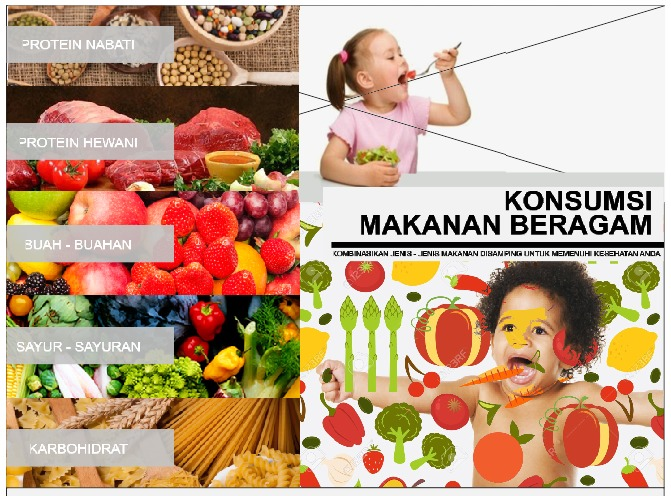 PROTEIN NABATI
PROTEIN HEWANI
BUAH - BUAHAN
SAYUR - SAYURAN
KARBOHIDRAT
KONSUMSI
MAKANAN BERAGAM
KOMBINASIKAN JENIS - JENIS MAKANAN DISAMPING UNTUK MEMENUHI KESEHATAN ANDA